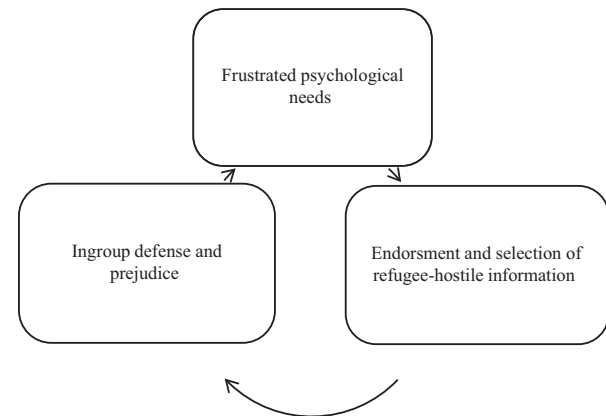 Frustrated psychological
needs
Ingroup defense and
prejudice
Endorsment and selection of
refugee-hostile information